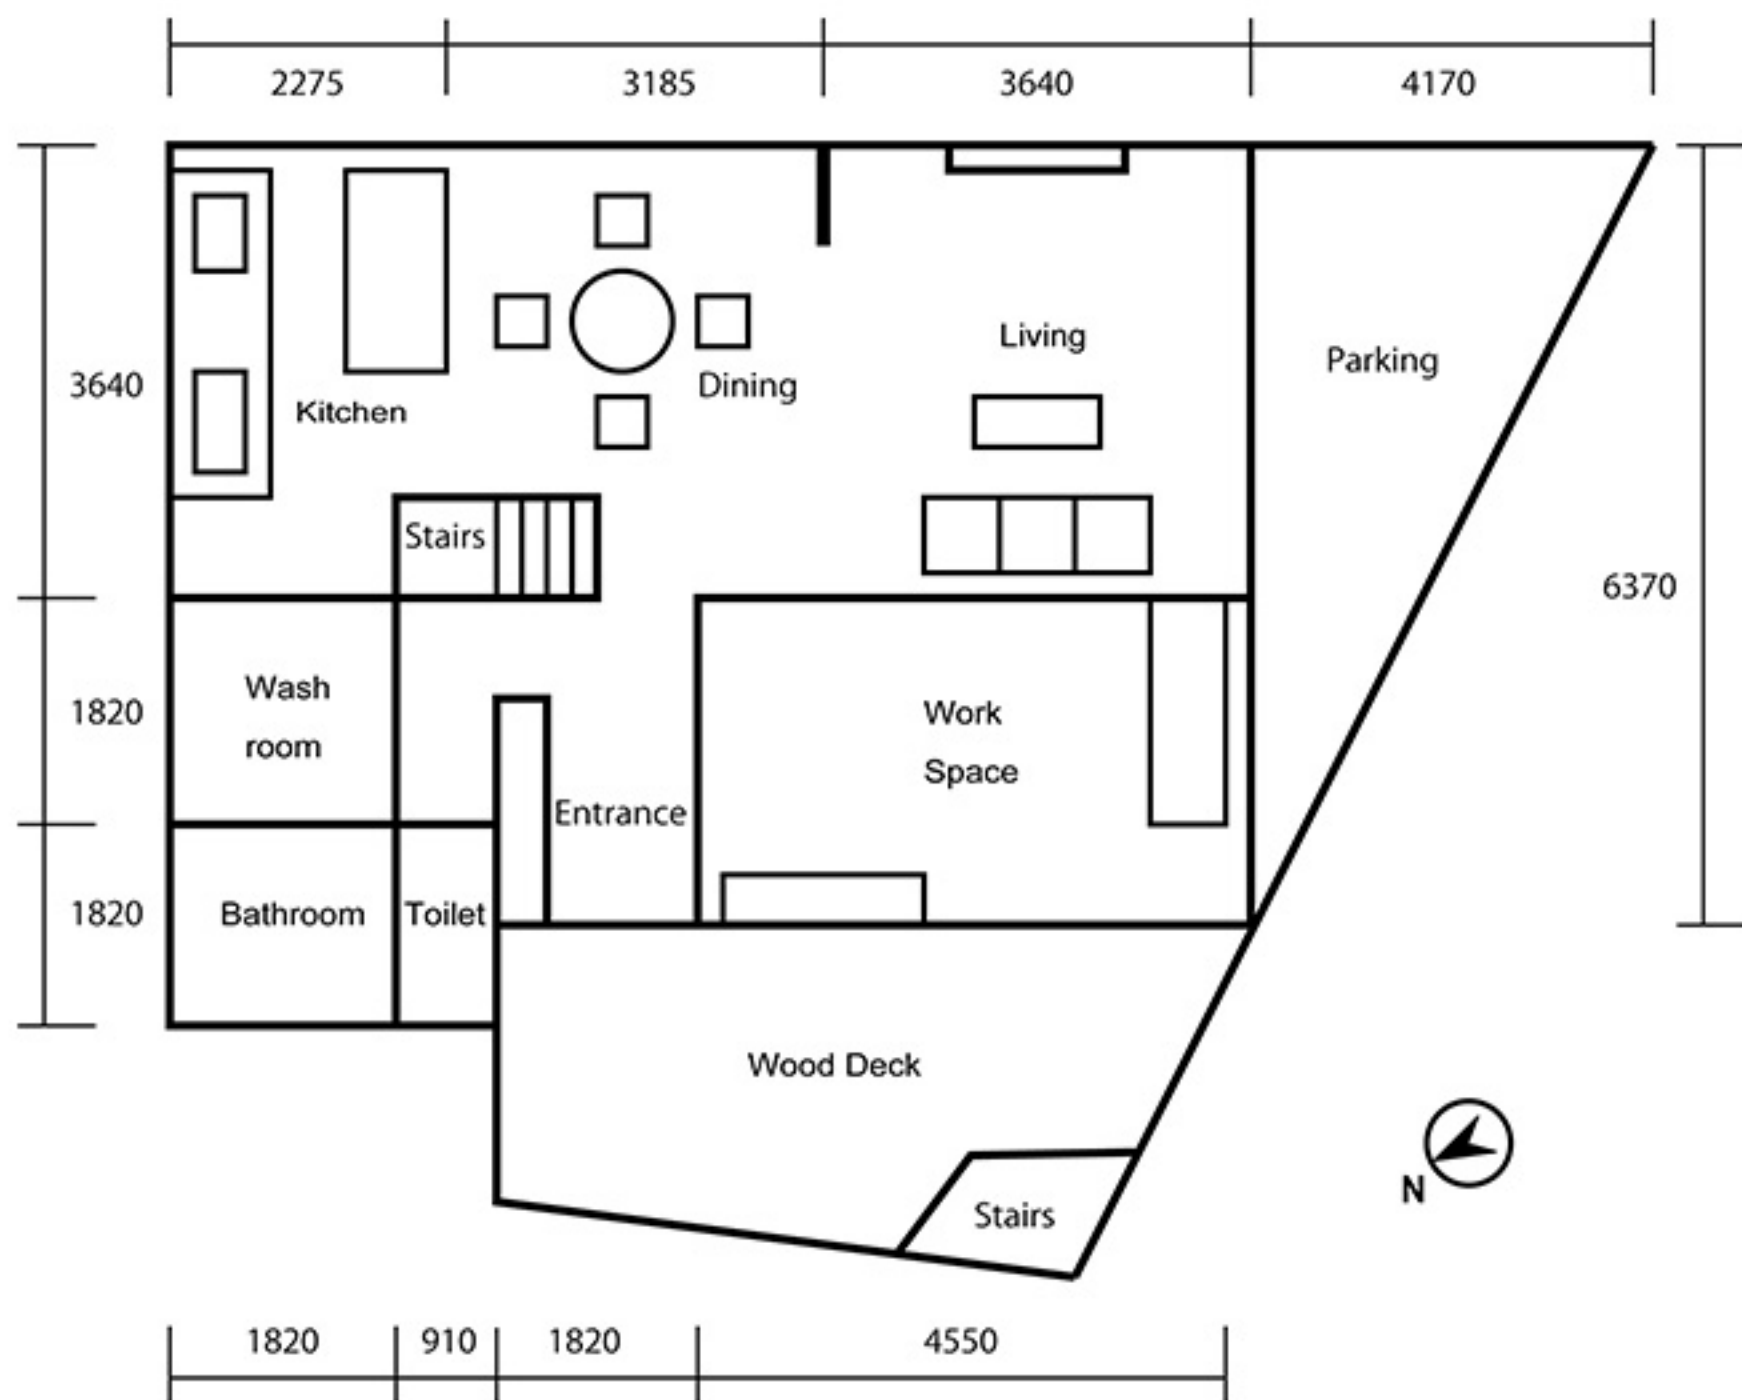 2275 3185 3640 4170
Living
Parking
3640
Kitchen
Dining
Stairs
6370
Wash
room
1820
Work
Space
Entrance
1820
Bathroom
Toilet
Wood Deck
Stairs
N
1820 910 1820 4550